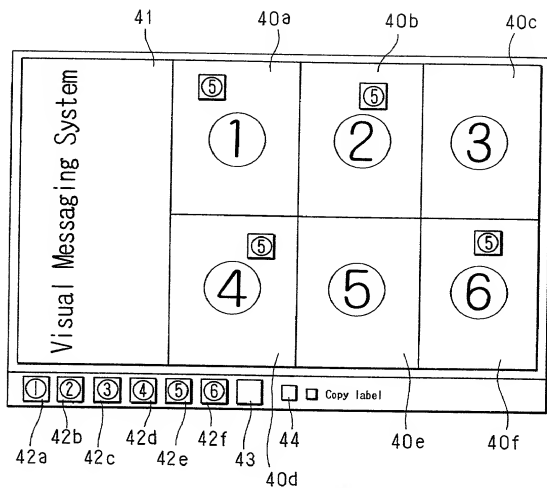 41
40a
40b
40c
Visual Messaging System
⑤
⑤
①
②
③
⑤
⑤
④
⑤
⑥
① ② ③ ④ ⑤ ⑥ Copy label
42a
42b
42c
42d
42e
42f
43
44
40d
40e
40f